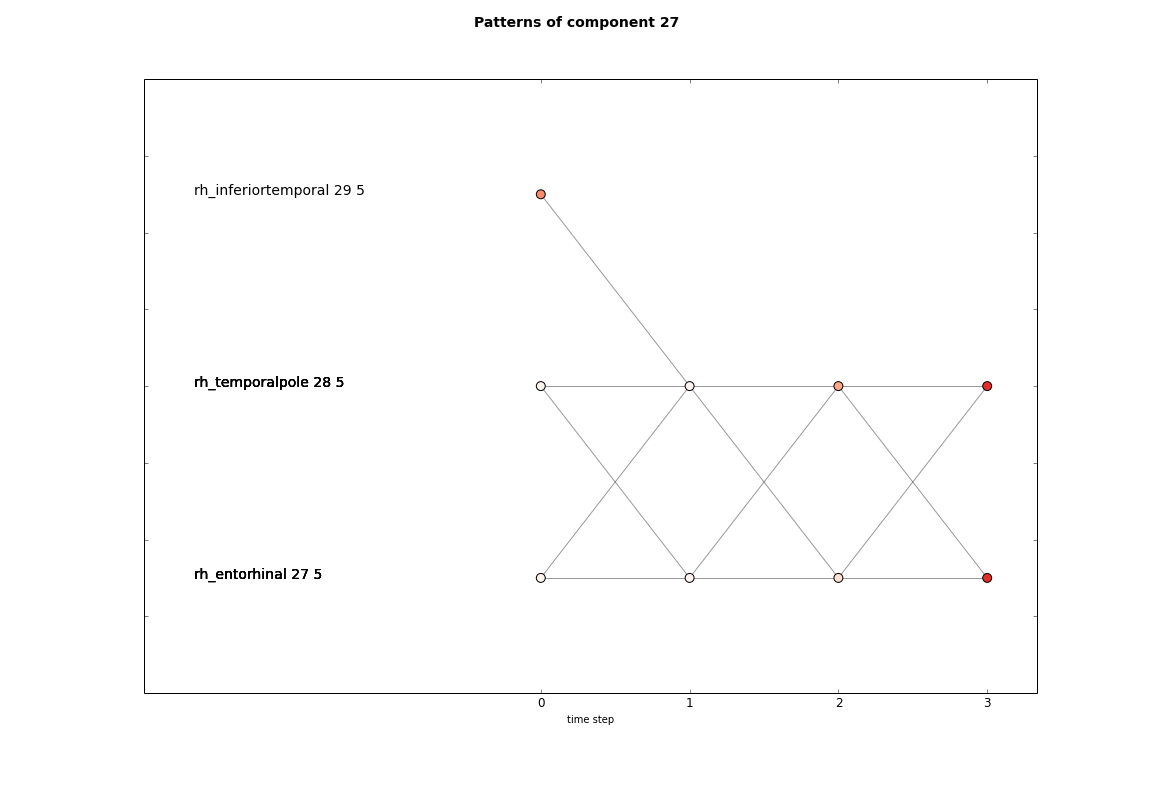 Patterns of component 27
rh_inferiortemporal 29 5
rh_temporalpole 28 5
rh_entorhinal 27 5
0 1 2 3
time step